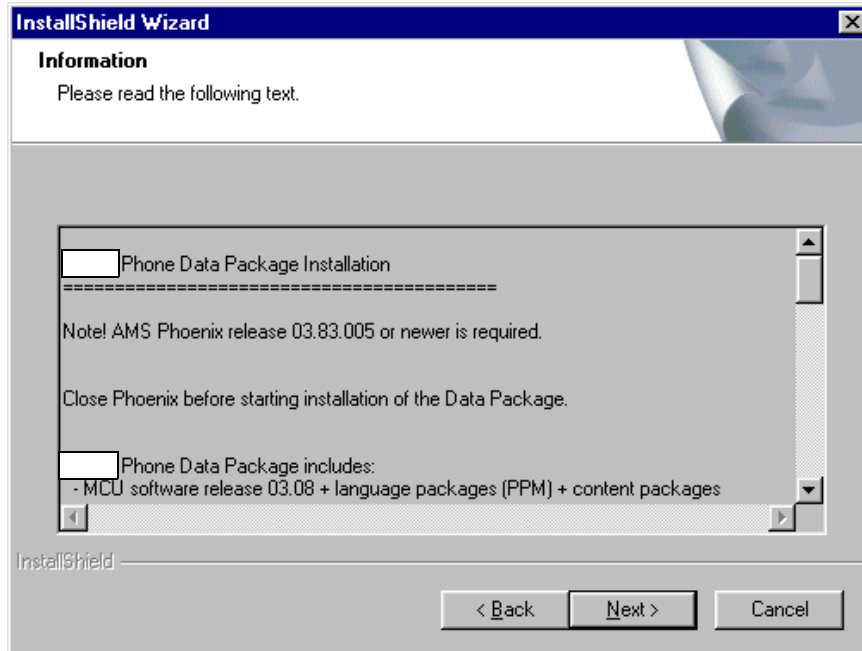 InstallShield Wizard
Information
Please read the following text.
Phone Data Package Installation
==========================================
Note! AMS Phoenix release 03.83.005 or newer is required.
Close Phoenix before starting installation of the Data Package.
Phone Data Package includes:
- MCU software release 03.08 + language packages (PPM) + content packages
InstallShield
< Back
Next >
Cancel